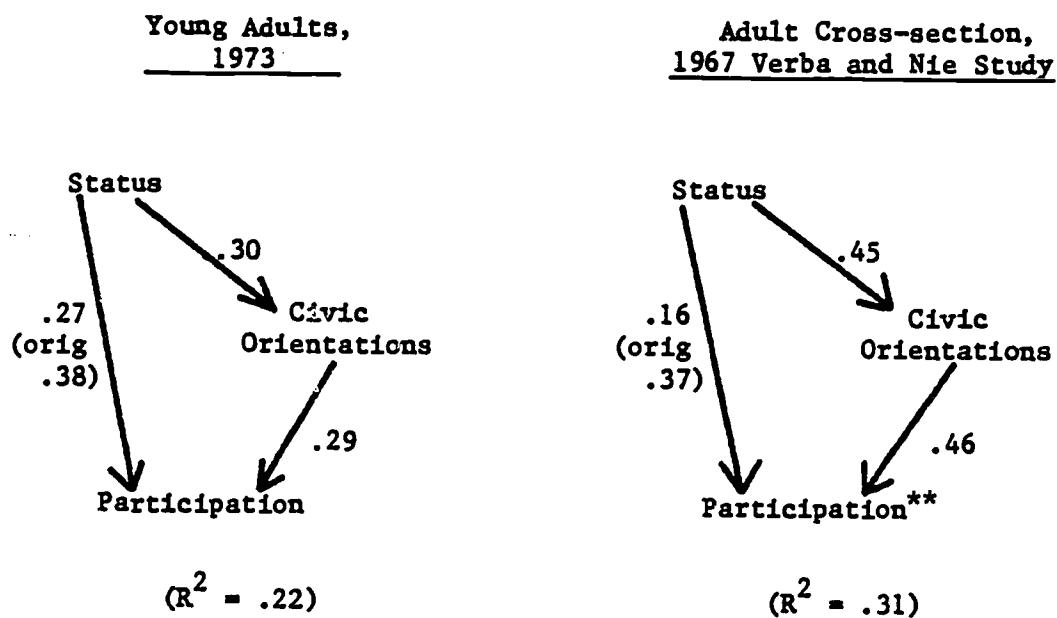 Young Adults,
1973
Status
.30
.27
(orig
.38)
Civic
Orientations
.29
Participation
(R² = .22)
Adult Cross-section,
1967 Verba and Nie Study
Status
.45
.16
(orig
.37)
Civic
Orientations
.46
Participation**
(R² = .31)